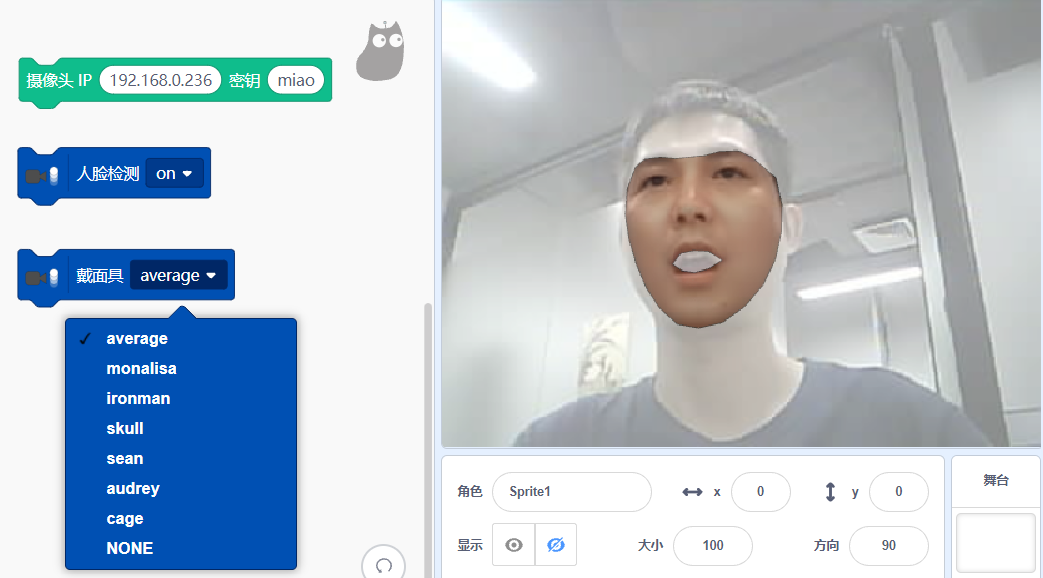 摄像头 IP 192.168.0.236 密钥 miao
人脸检测 on
戴面具 average
average
monalisa
ironman
skull
sean
audrey
cage
NONE
角色 Sprite1 x 0 y 0
显示 大小 100 方向 90
舞台